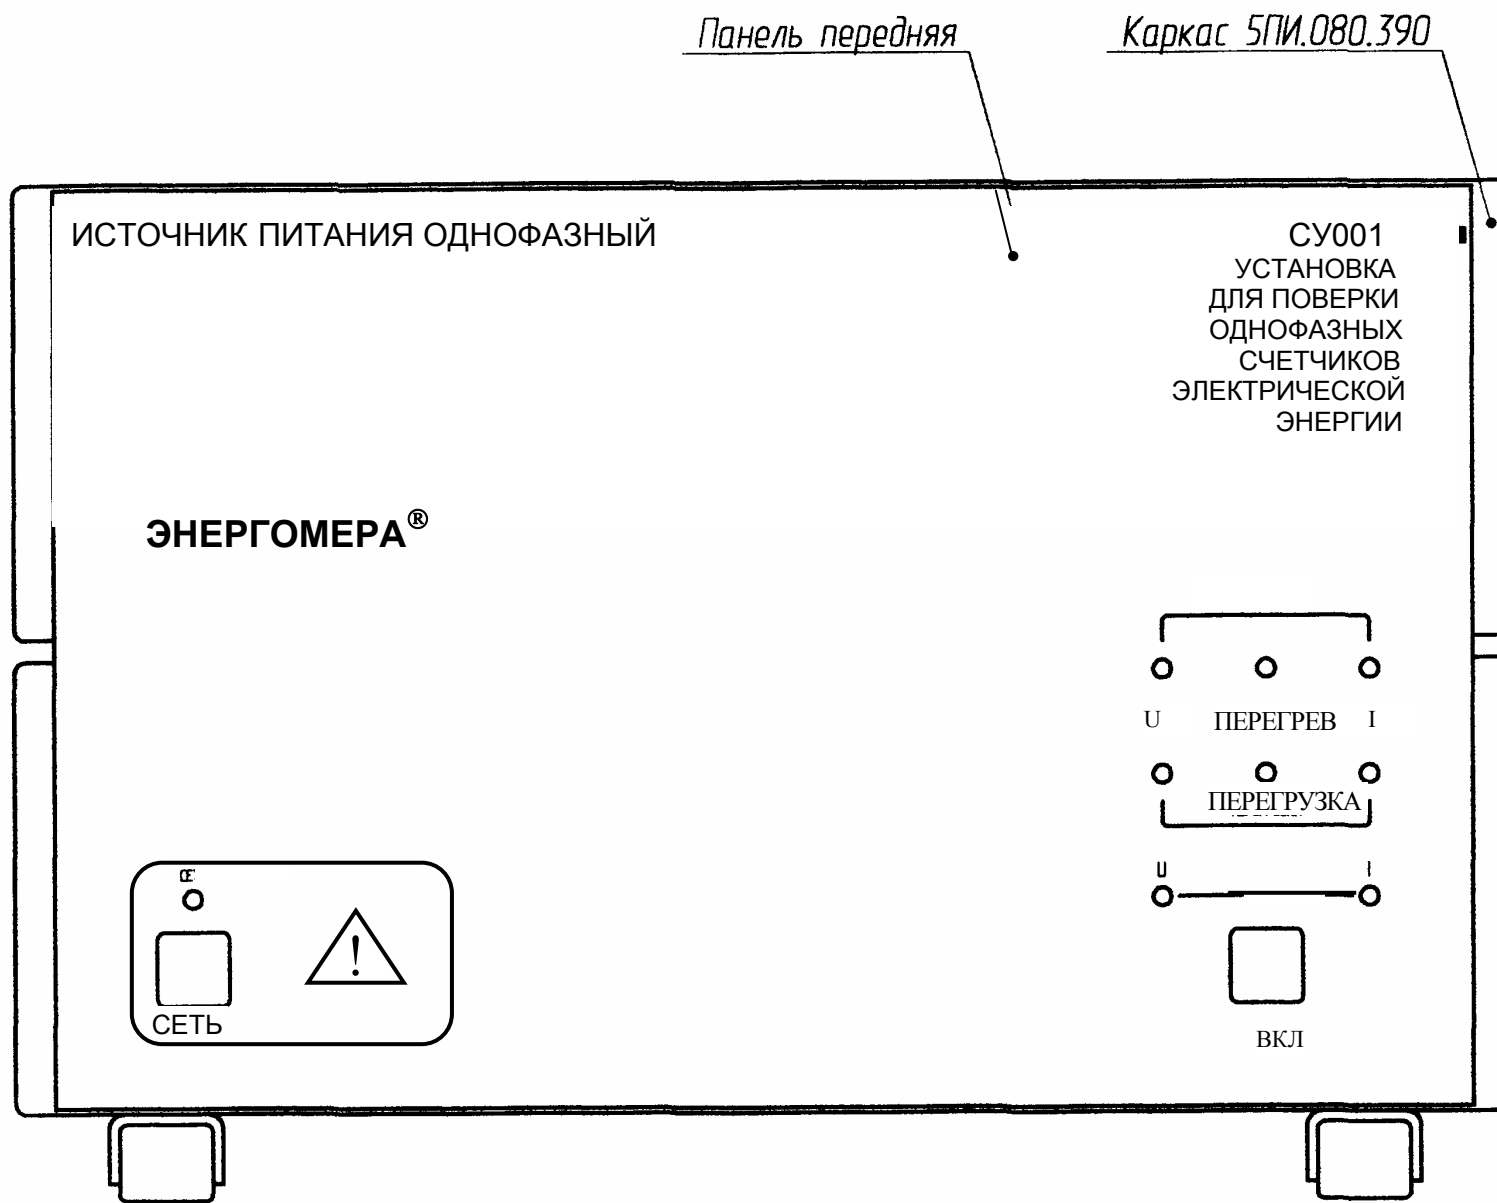 Панель передняя
Каркас 5ПИ.080.390
ИСТОЧНИК ПИТАНИЯ ОДНОФАЗНЫЙ
СУ001
УСТАНОВКА
ДЛЯ ПОВЕРКИ
ОДНОФАЗНЫХ
СЧЕТЧИКОВ
ЭЛЕКТРИЧЕСКОЙ
ЭНЕРГИИ
ЭНЕРГОМЕРА®
U ПЕРЕГРЕВ I
ПЕРЕГРУЗКА
U I
!
СЕТЬ
ВКЛ